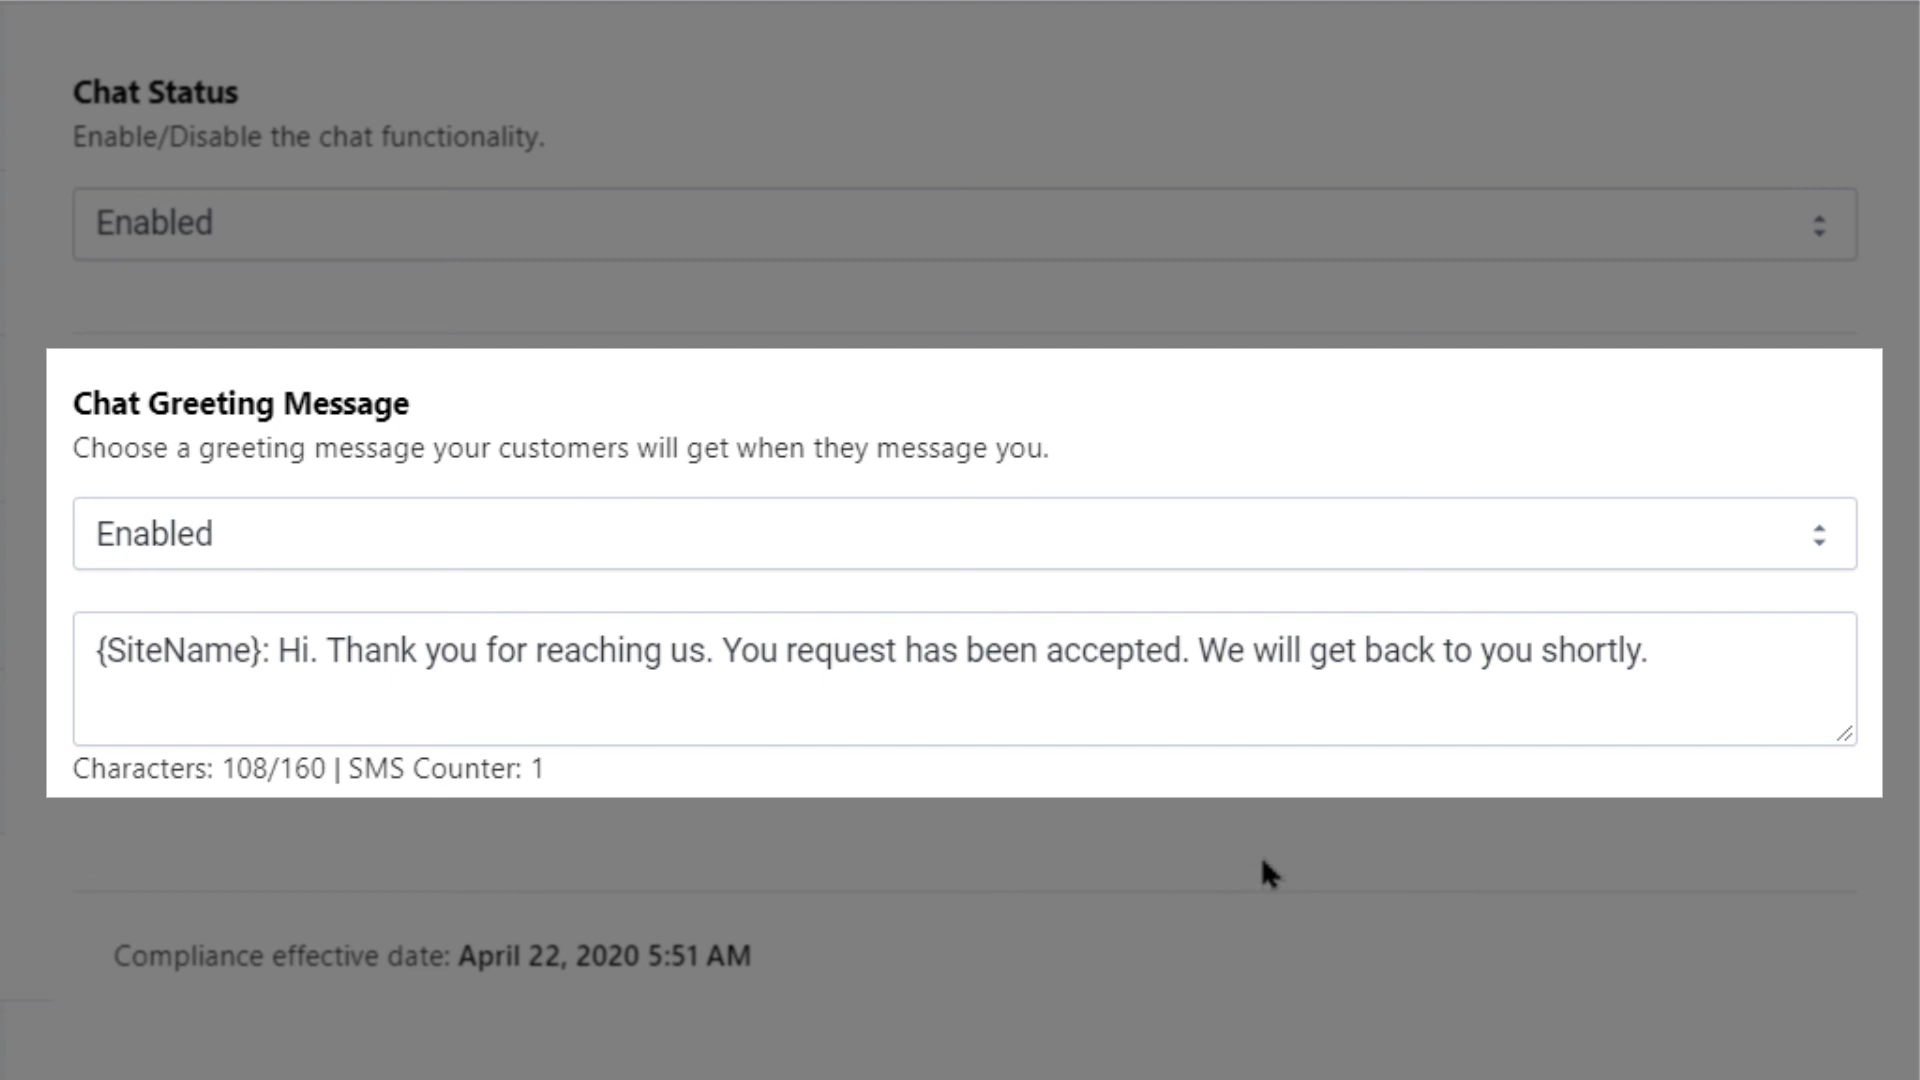 Chat Status
Enable/Disable the chat functionality.
Enabled
Chat Greeting Message
Choose a greeting message your customers will get when they message you.
Enabled
{SiteName}: Hi. Thank you for reaching us. You request has been accepted. We will get back to you shortly.
Characters: 108/160 | SMS Counter: 1
Compliance effective date: April 22, 2020 5:51 AM